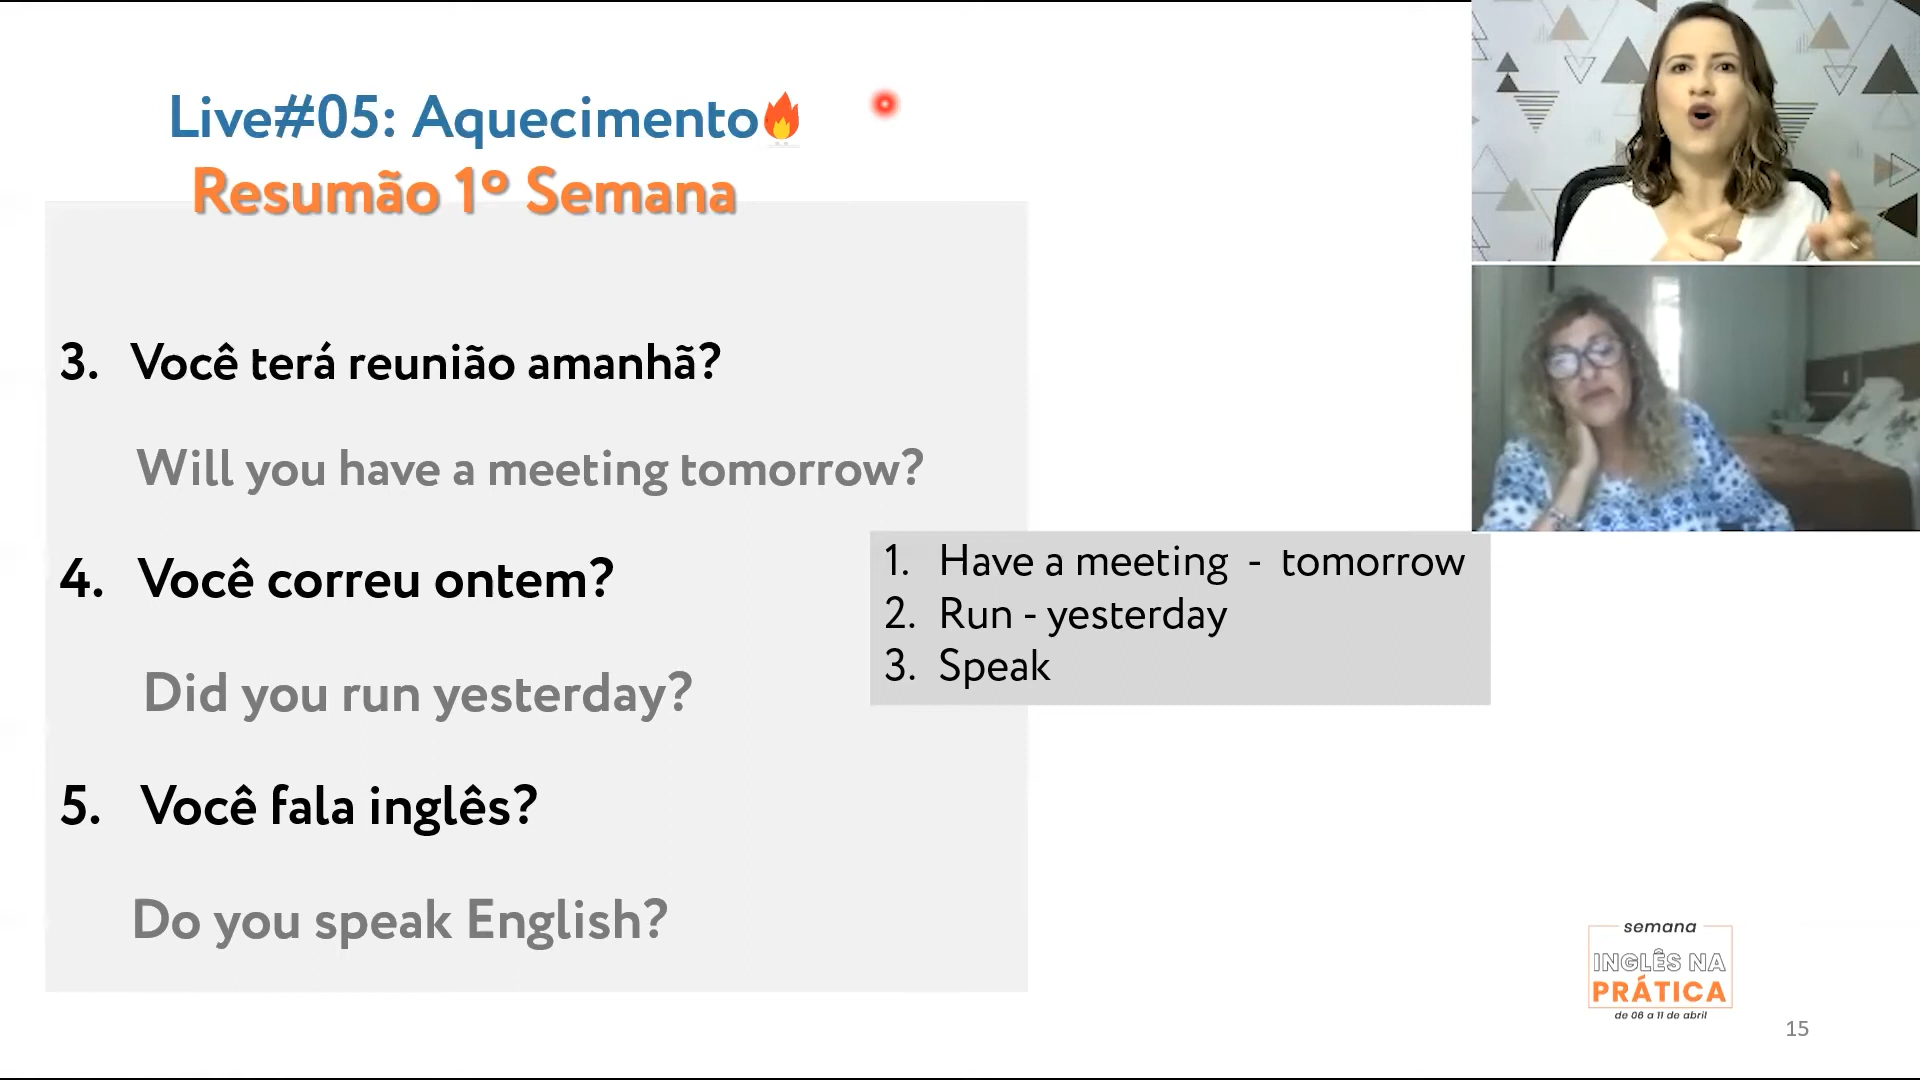 Live#05: Aquecimento🔥
Resumão 1º Semana
3. Você terá reunião amanhã?
Will you have a meeting tomorrow?
4. Você correu ontem?
Did you run yesterday?
5. Você fala inglês?
Do you speak English?
1. Have a meeting - tomorrow
2. Run - yesterday
3. Speak
semana
INGLÊS NA
PRÁTICA
de 06 a 11 de abril
15